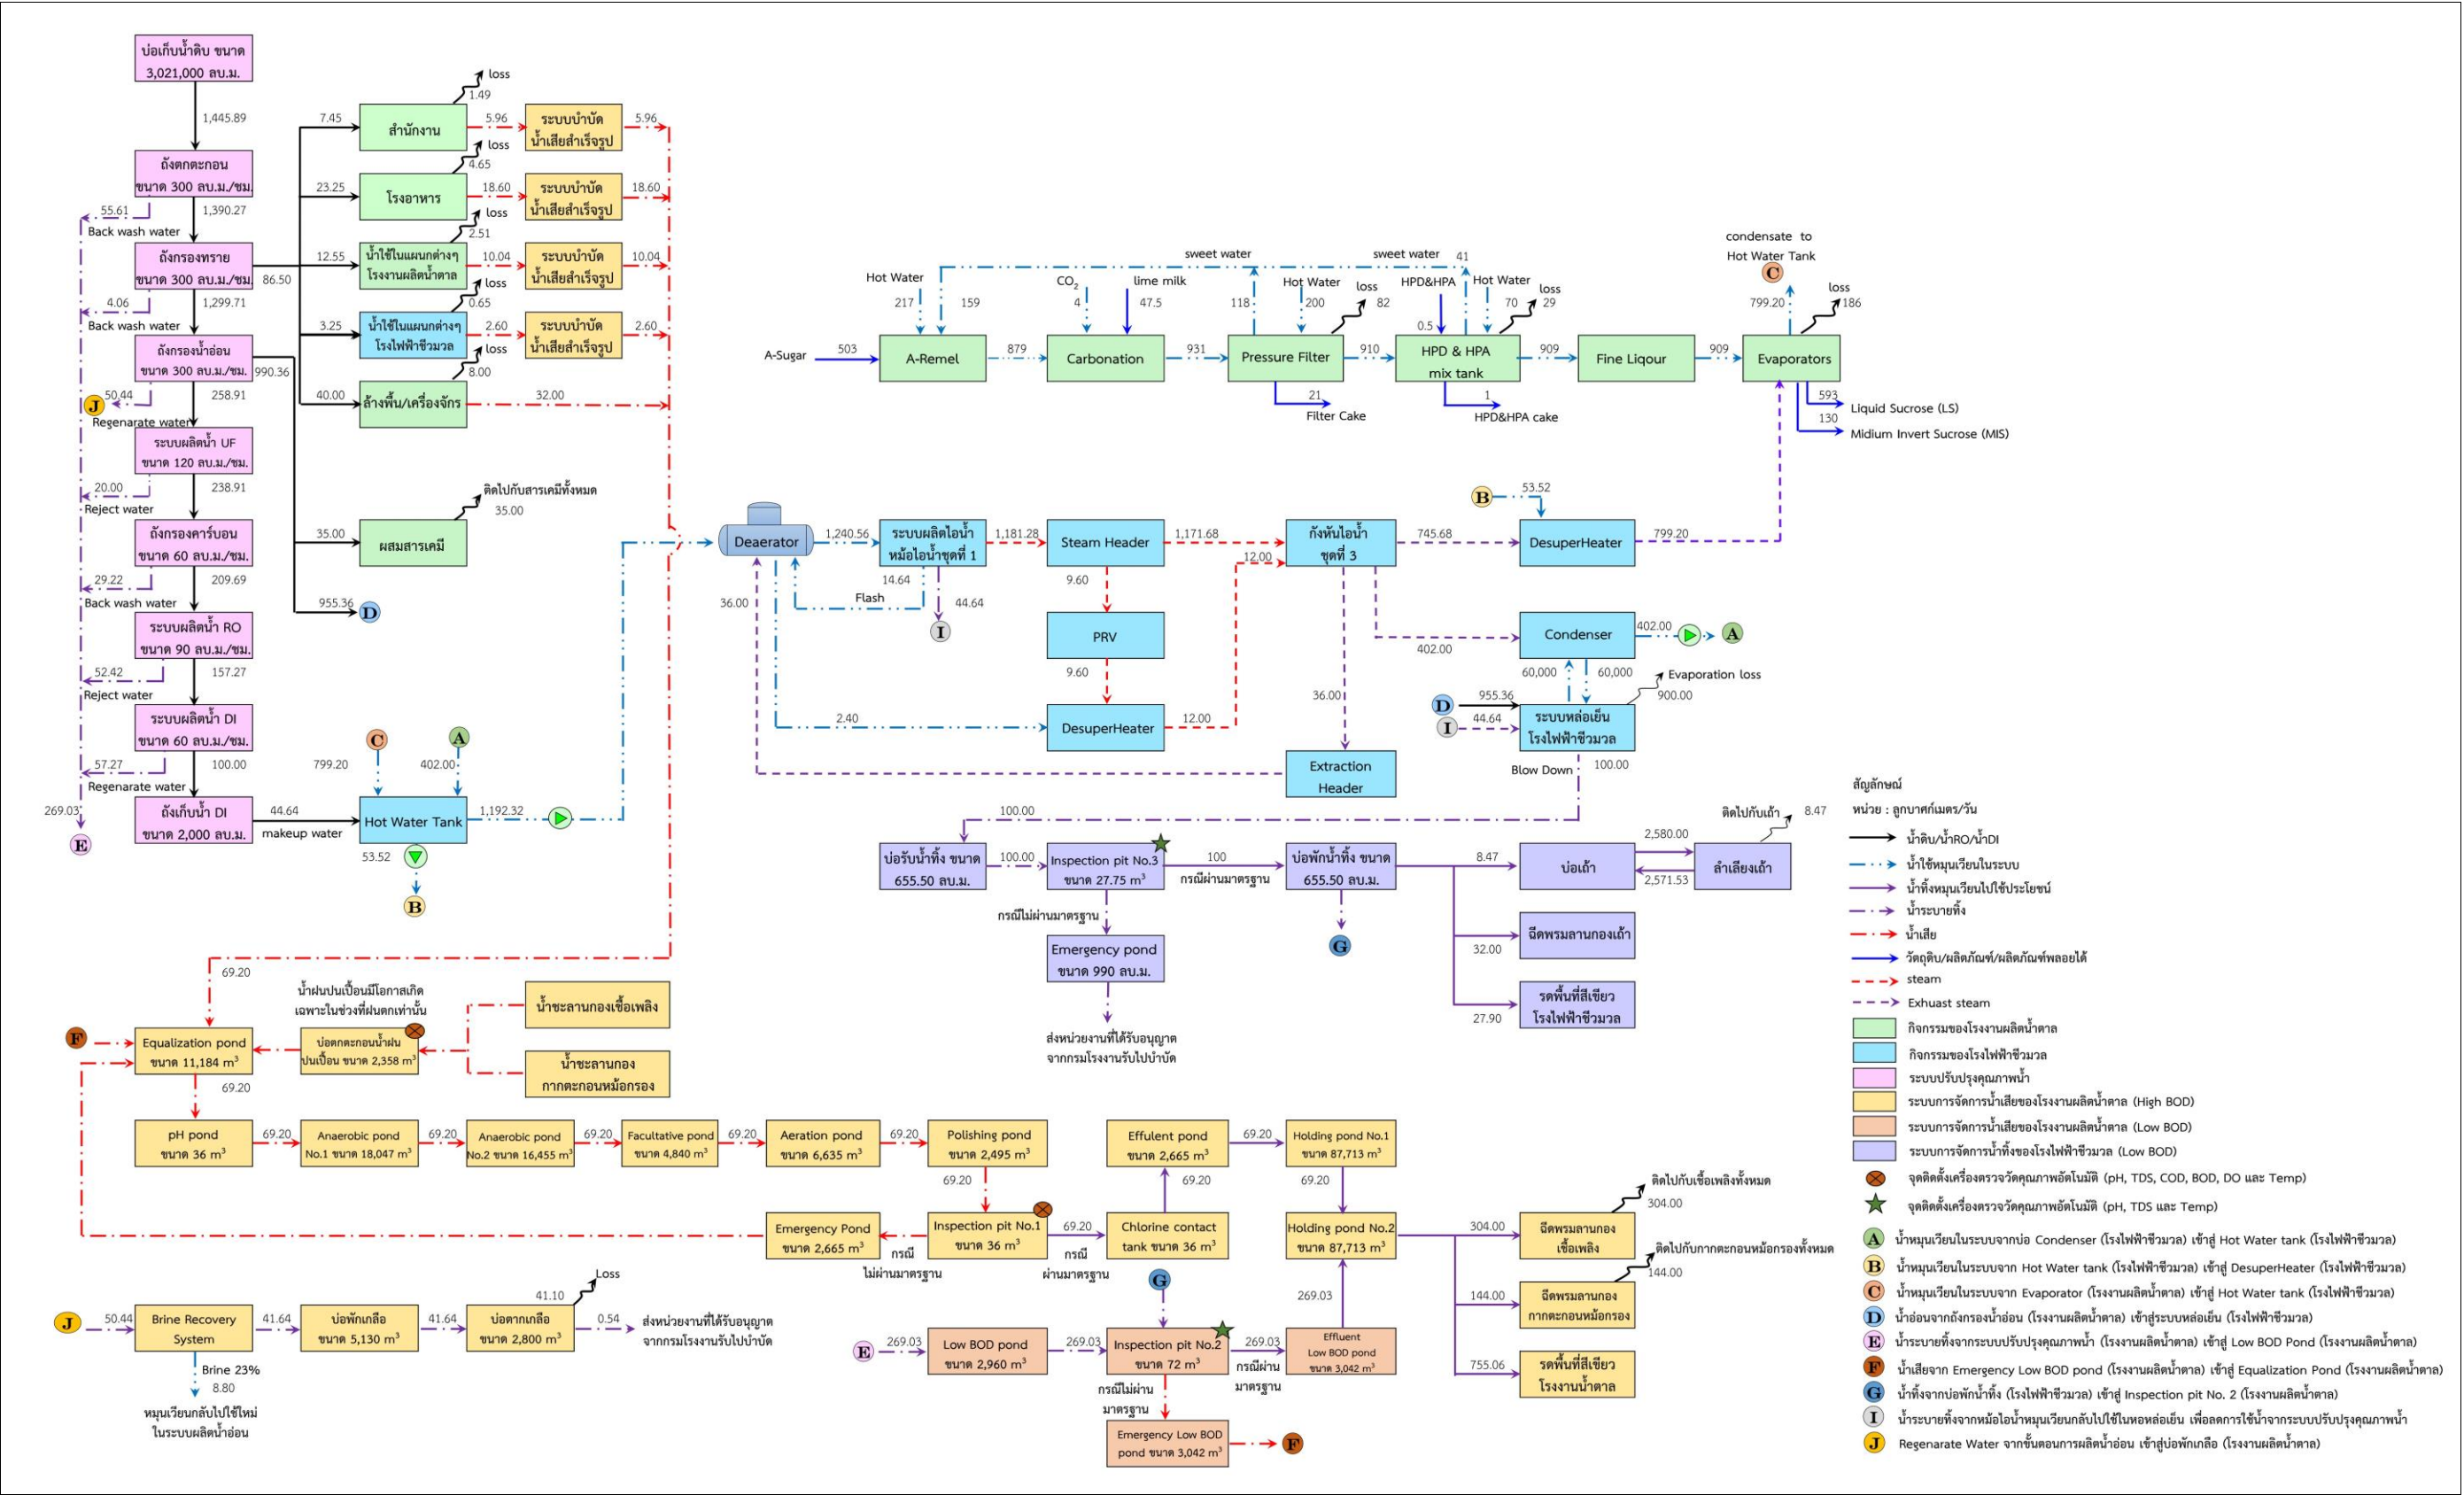 บ่อเก็บน้ำดิบ ขนาด
3,021,000 ลบ.ม.
1,445.89
ถังตกตะกอน
ขนาด 300 ลบ.ม./ชม.
55.61
1,390.27
Back wash water
ถังกรองทราย
ขนาด 300 ลบ.ม./ชม.
86.50
4.06
1,299.71
Back wash water
ถังกรองน้ำอ่อน
ขนาด 300 ลบ.ม./ชม.
990.36
J
50.44
258.91
Regenarate water
ระบบผลิตน้ำ UF
ขนาด 120 ลบ.ม./ชม.
20.00
238.91
Reject water
ถังกรองคาร์บอน
ขนาด 60 ลบ.ม./ชม.
29.22
209.69
Back wash water
ระบบผลิตน้ำ RO
ขนาด 90 ลบ.ม./ชม.
52.42
157.27
Reject water
ระบบผลิตน้ำ DI
ขนาด 60 ลบ.ม./ชม.
57.27
100.00
Regenarate water
ถังเก็บน้ำ DI
ขนาด 2,000 ลบ.ม.
269.03
E
44.64
makeup water
7.45
สำนักงาน
loss
1.49
5.96
ระบบบำบัด
น้ำเสียสำเร็จรูป
5.96
23.25
โรงอาหาร
loss
4.65
18.60
ระบบบำบัด
น้ำเสียสำเร็จรูป
18.60
12.55
น้ำใช้ในแผนกต่างๆ
โรงงานผลิตน้ำตาล
loss
2.51
10.04
ระบบบำบัด
น้ำเสียสำเร็จรูป
10.04
3.25
น้ำใช้ในแผนกต่างๆ
โรงไฟฟ้าชีวมวล
loss
0.65
2.60
ระบบบำบัด
น้ำเสียสำเร็จรูป
2.60
40.00
ล้างพื้น/เครื่องจักร
loss
8.00
32.00
35.00
ผสมสารเคมี
ติดไปกับสารเคมีทั้งหมด
35.00
955.36
D
C
A
799.20
402.00
Hot Water Tank
1,192.32
53.52
B
A-Sugar
503
Hot Water
217
159
A-Remel
879
CO2
4
lime milk
47.5
Carbonation
931
sweet water
118
Hot Water
200
loss
82
Pressure Filter
21
Filter Cake
910
sweet water
41
HPD&HPA
0.5
Hot Water
70
loss
29
HPD & HPA
mix tank
1
HPD&HPA cake
909
Fine Liqour
909
condensate to
Hot Water Tank
C
799.20
loss
186
Evaporators
593
Liquid Sucrose (LS)
130
Midium Invert Sucrose (MIS)
Deaerator
1,240.56
ระบบผลิตไอน้ำ
หม้อไอน้ำชุดที่ 1
14.64
Flash
44.64
I
36.00
1,181.28
Steam Header
1,171.68
9.60
PRV
9.60
DesuperHeater
2.40
12.00
12.00
กังหันไอน้ำ
ชุดที่ 3
745.68
B
53.52
DesuperHeater
799.20
402.00
36.00
Extraction
Header
Condenser
402.00
A
60,000
60,000
Evaporation loss
900.00
D
955.36
I
44.64
ระบบหล่อเย็น
โรงไฟฟ้าชีวมวล
Blow Down
100.00
100.00
บ่อรับน้ำทิ้ง ขนาด
655.50 ลบ.ม.
100.00
Inspection pit No.3
ขนาด 27.75 m3
100
กรณีผ่านมาตรฐาน
บ่อพักน้ำทิ้ง ขนาด
655.50 ลบ.ม.
G
กรณีไม่ผ่านมาตรฐาน
Emergency pond
ขนาด 990 ลบ.ม.
ส่งหน่วยงานที่ได้รับอนุญาต
จากกรมโรงงานรับไปบำบัด
8.47
บ่อเถ้า
2,580.00
2,571.53
ลำเลียงเถ้า
ติดไปกับเถ้า
8.47
32.00
ฉีดพรมลานกองเถ้า
27.90
รดพื้นที่สีเขียว
โรงไฟฟ้าชีวมวล
69.20
น้ำฝนปนเปื้อนมีโอกาสเกิด
เฉพาะในช่วงที่ฝนตกเท่านั้น
น้ำชะลานกองเชื้อเพลิง
น้ำชะลานกอง
กากตะกอนหม้อกรอง
บ่อตกตะกอนน้ำฝน
ปนเปื้อน ขนาด 2,358 m3
F
Equalization pond
ขนาด 11,184 m3
69.20
pH pond
ขนาด 36 m3
69.20
Anaerobic pond
No.1 ขนาด 18,047 m3
69.20
Anaerobic pond
No.2 ขนาด 16,455 m3
69.20
Facultative pond
ขนาด 4,840 m3
69.20
Aeration pond
ขนาด 6,635 m3
69.20
Polishing pond
ขนาด 2,495 m3
69.20
Inspection pit No.1
ขนาด 36 m3
กรณี
ไม่ผ่านมาตรฐาน
Emergency Pond
ขนาด 2,665 m3
69.20
กรณี
ผ่านมาตรฐาน
Chlorine contact
tank ขนาด 36 m3
69.20
Effulent pond
ขนาด 2,665 m3
69.20
Holding pond No.1
ขนาด 87,713 m3
69.20
Holding pond No.2
ขนาด 87,713 m3
304.00
ฉีดพรมลานกอง
เชื้อเพลิง
ติดไปกับเชื้อเพลิงทั้งหมด
304.00
144.00
ฉีดพรมลานกอง
กากตะกอนหม้อกรอง
ติดไปกับกากตะกอนหม้อกรองทั้งหมด
144.00
755.06
รดพื้นที่สีเขียว
โรงงานน้ำตาล
J
50.44
Brine Recovery
System
Brine 23%
8.80
หมุนเวียนกลับไปใช้ใหม่
ในระบบผลิตน้ำอ่อน
41.64
บ่อพักเกลือ
ขนาด 5,130 m3
41.64
บ่อตากเกลือ
ขนาด 2,800 m3
41.10
Loss
0.54
ส่งหน่วยงานที่ได้รับอนุญาต
จากกรมโรงงานรับไปบำบัด
E
269.03
Low BOD pond
ขนาด 2,960 m3
269.03
G
Inspection pit No.2
ขนาด 72 m3
269.03
กรณีผ่าน
มาตรฐาน
Effluent
Low BOD pond
ขนาด 3,042 m3
269.03
กรณีไม่ผ่าน
มาตรฐาน
Emergency Low BOD
pond ขนาด 3,042 m3
F
สัญลักษณ์
หน่วย : ลูกบาศก์เมตร/วัน
น้ำดิบ/น้ำRO/น้ำDI
น้ำใช้หมุนเวียนในระบบ
น้ำทิ้งหมุนเวียนไปใช้ประโยชน์
น้ำระบายทิ้ง
น้ำเสีย
วัตถุดิบ/ผลิตภัณฑ์/ผลิตภัณฑ์พลอยได้
steam
Exhuast steam
กิจกรรมของโรงงานผลิตน้ำตาล
กิจกรรมของโรงไฟฟ้าชีวมวล
ระบบปรับปรุงคุณภาพน้ำ
ระบบการจัดการน้ำเสียของโรงงานผลิตน้ำตาล (High BOD)
ระบบการจัดการน้ำเสียของโรงงานผลิตน้ำตาล (Low BOD)
ระบบการจัดการน้ำทิ้งของโรงไฟฟ้าชีวมวล (Low BOD)
จุดติดตั้งเครื่องตรวจวัดคุณภาพอัตโนมัติ (pH, TDS, COD, BOD, DO และ Temp)
จุดติดตั้งเครื่องตรวจวัดคุณภาพอัตโนมัติ (pH, TDS และ Temp)
A น้ำหมุนเวียนในระบบจากบ่อ Condenser (โรงไฟฟ้าชีวมวล) เข้าสู่ Hot Water tank (โรงไฟฟ้าชีวมวล)
B น้ำหมุนเวียนในระบบจาก Hot Water tank (โรงไฟฟ้าชีวมวล) เข้าสู่ DesuperHeater (โรงไฟฟ้าชีวมวล)
C น้ำหมุนเวียนในระบบจาก Evaporator (โรงงานผลิตน้ำตาล) เข้าสู่ Hot Water tank (โรงไฟฟ้าชีวมวล)
D น้ำอ่อนจากถังกรองน้ำอ่อน (โรงงานผลิตน้ำตาล) เข้าสู่ระบบหล่อเย็น (โรงไฟฟ้าชีวมวล)
E น้ำระบายทิ้งจากระบบปรับปรุงคุณภาพน้ำ (โรงงานผลิตน้ำตาล) เข้าสู่ Low BOD Pond (โรงงานผลิตน้ำตาล)
F น้ำเสียจาก Emergency Low BOD pond (โรงงานผลิตน้ำตาล) เข้าสู่ Equalization Pond (โรงงานผลิตน้ำตาล)
G น้ำทิ้งจากบ่อพักน้ำทิ้ง (โรงไฟฟ้าชีวมวล) เข้าสู่ Inspection pit No. 2 (โรงงานผลิตน้ำตาล)
I น้ำระบายทิ้งจากหม้อไอน้ำหมุนเวียนกลับไปใช้ในหอหล่อเย็น เพื่อลดการใช้น้ำจากระบบปรับปรุงคุณภาพน้ำ
J Regenarate Water จากขั้นตอนการผลิตน้ำอ่อน เข้าสู่บ่อพักเกลือ (โรงงานผลิตน้ำตาล)